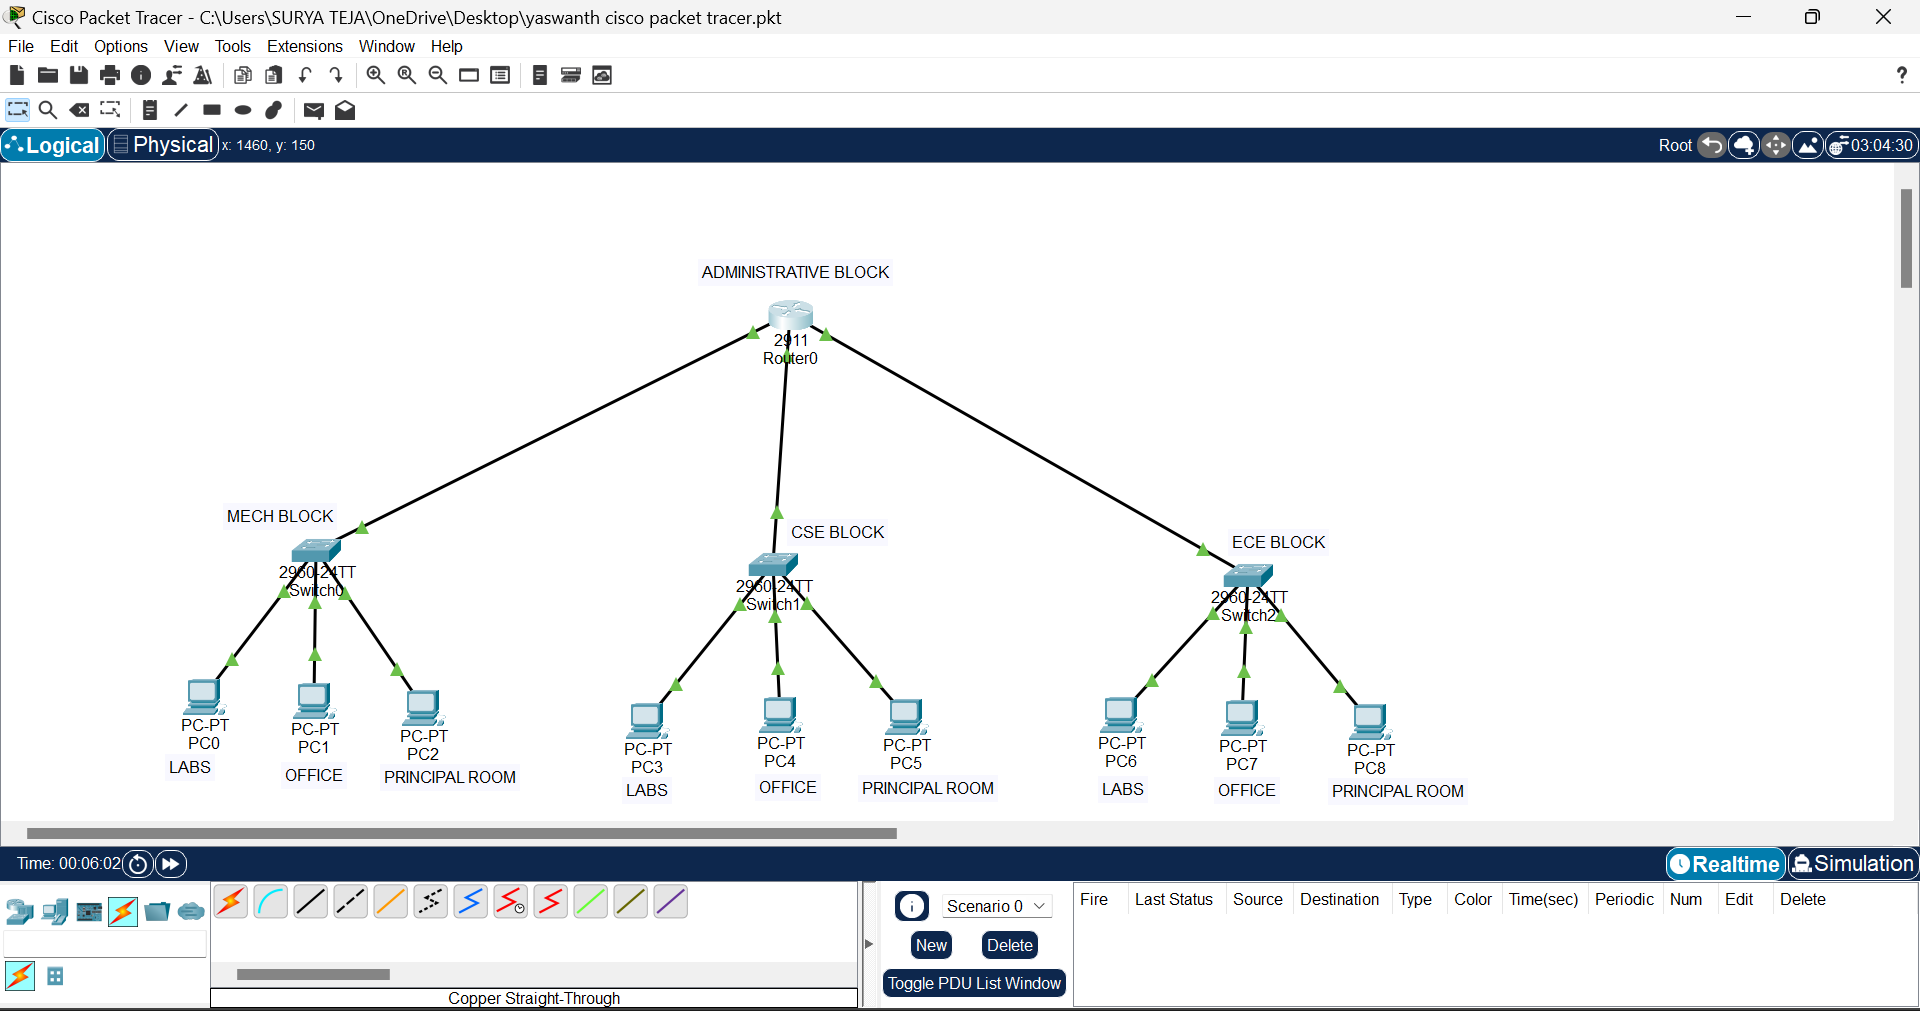 Cisco Packet Tracer - C:\Users\SURYA TEJA\OneDrive\Desktop\yaswanth cisco packet tracer.pkt
File Edit Options View Tools Extensions Window Help
Logical Physical x: 1460, y: 150 Root 03:04:30
ADMINISTRATIVE BLOCK
2911
Router0
MECH BLOCK
2960-24TT
Switch0
CSE BLOCK
2960-24TT
Switch1
ECE BLOCK
2960-24TT
Switch2
PC-PT
PC0
LABS
PC-PT
PC1
OFFICE
PC-PT
PC2
PRINCIPAL ROOM
PC-PT
PC3
LABS
PC-PT
PC4
OFFICE
PC-PT
PC5
PRINCIPAL ROOM
PC-PT
PC6
LABS
PC-PT
PC7
OFFICE
PC-PT
PC8
PRINCIPAL ROOM
Time: 00:06:02 Realtime Simulation
Copper Straight-Through
Scenario 0
New Delete
Toggle PDU List Window
Fire Last Status Source Destination Type Color Time(sec) Periodic Num Edit Delete